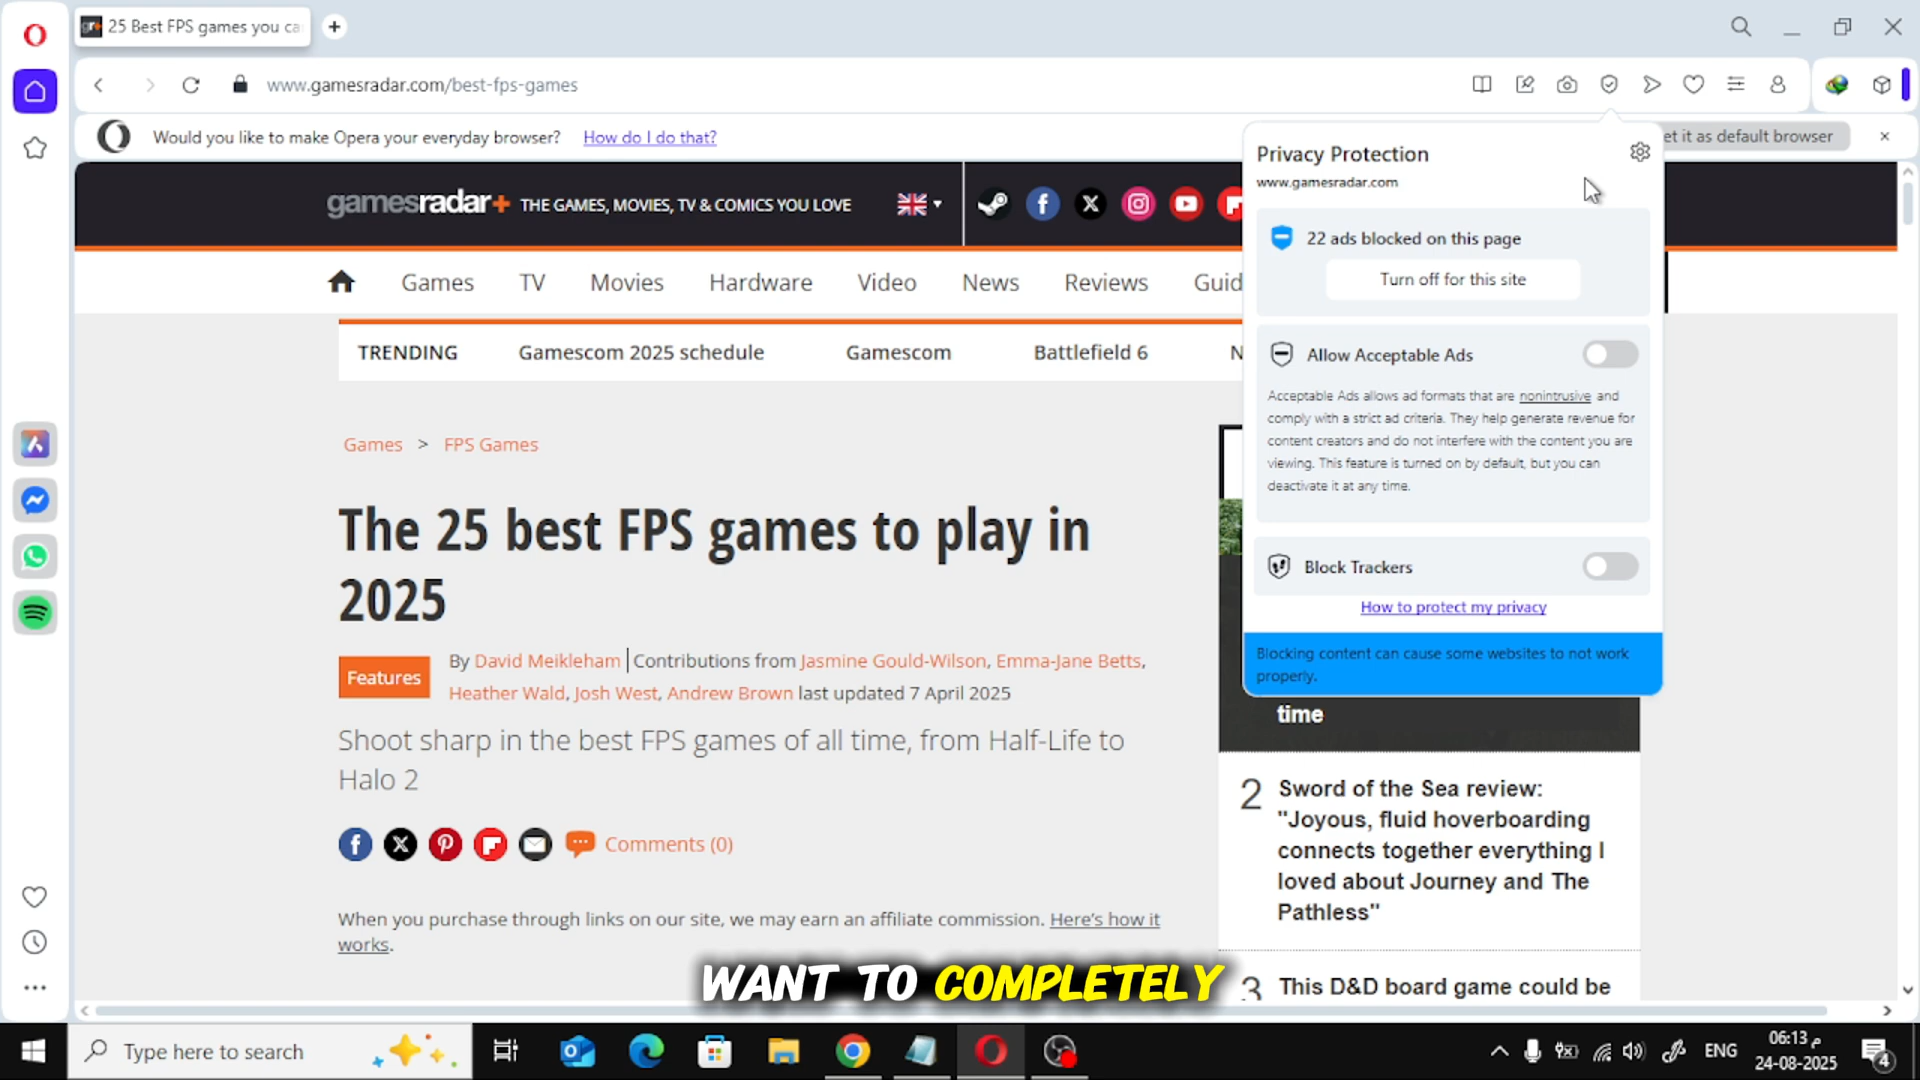 25 Best FPS games you ca
www.gamesradar.com/best-fps-games
Would you like to make Opera your everyday browser? How do I do that?
et it as default browser
Privacy Protection
www.gamesradar.com
22 ads blocked on this page
Turn off for this site
Allow Acceptable Ads
Acceptable Ads allows ad formats that are nonintrusive and
comply with a strict ad criteria. They help generate revenue for
content creators and do not interfere with the content you are
viewing. This feature is turned on by default, but you can
deactivate it at any time.
Block Trackers
How to protect my privacy
Blocking content can cause some websites to not work
properly.
gamesradar+ THE GAMES, MOVIES, TV & COMICS YOU LOVE
Games TV Movies Hardware Video News Reviews Guid
TRENDING Gamescom 2025 schedule Gamescom Battlefield 6 N
Games > FPS Games
The 25 best FPS games to play in
2025
Features
By David Meikleham | Contributions from Jasmine Gould-Wilson, Emma-Jane Betts,
Heather Wald, Josh West, Andrew Brown last updated 7 April 2025
Shoot sharp in the best FPS games of all time, from Half-Life to
Halo 2
Comments (0)
When you purchase through links on our site, we may earn an affiliate commission. Here's how it
works.
time
2 Sword of the Sea review:
"Joyous, fluid hoverboarding
connects together everything I
loved about Journey and The
Pathless"
3 This D&D board game could be
WANT TO COMPLETELY
Type here to search
ENG
06:13 م
24-08-2025
4